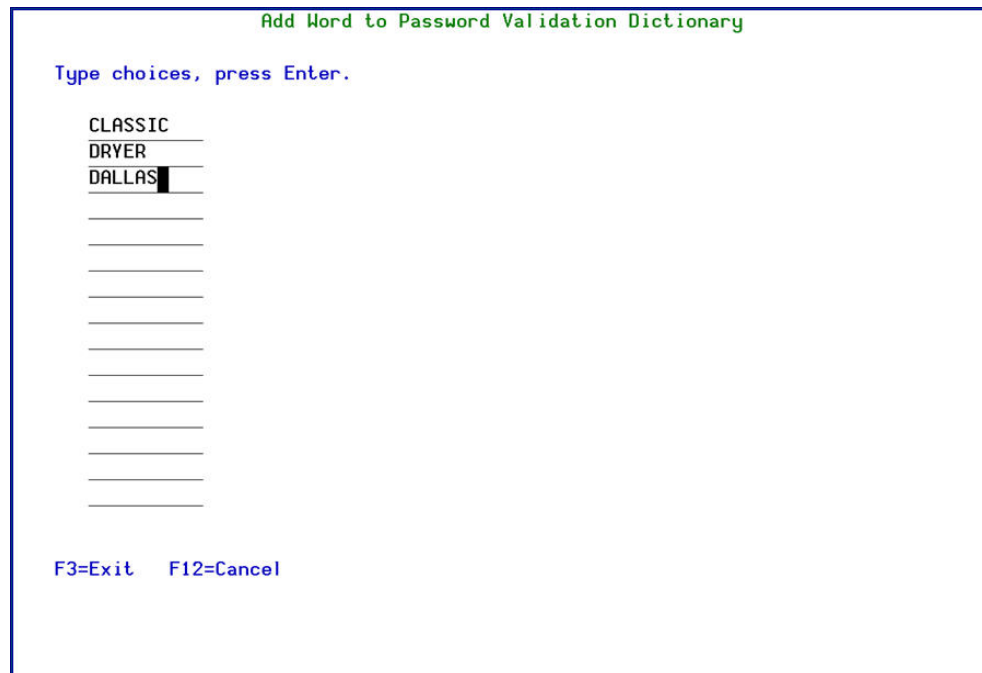 Add Word to Password Validation Dictionary
Type choices, press Enter.
CLASSIC
DRYER
DALLAS
F3=Exit   F12=Cancel